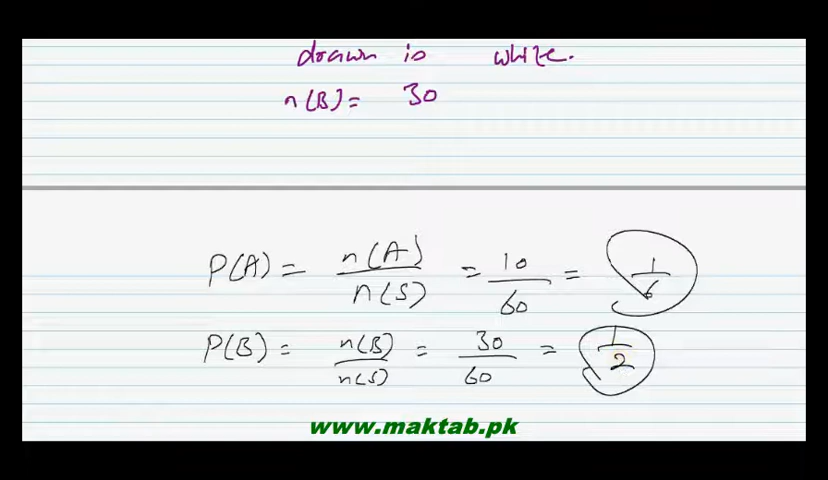 drawn is white.
n(B) = 30
P(A) = n(A)/n(S) = 10/60 = 1/6
P(B) = n(B)/n(S) = 30/60 = 1/2
www.maktab.pk